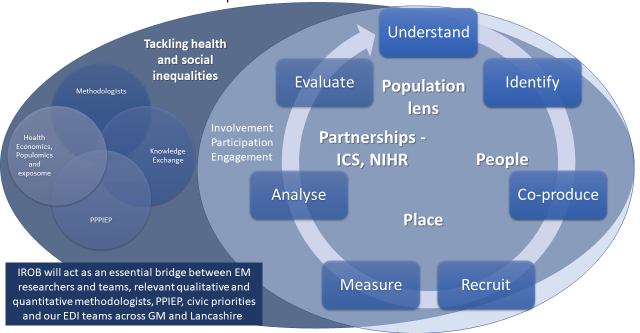 Understand
Tackling health
and social
inequalities
Evaluate
Identify
Population
lens
Methodologists
Involvement
Participation
Engagement
Partnerships -
ICS, NIHR
Health
Economics,
Populomics
and
exposome
Knowledge
Exchange
People
Analyse
Co-produce
PPPIEP
Place
Measure
Recruit
IROB will act as an essential bridge between EM
researchers and teams, relevant qualitative and
quantitative methodologists, PPIEP, civic priorities
and our EDI teams across GM and Lancashire.